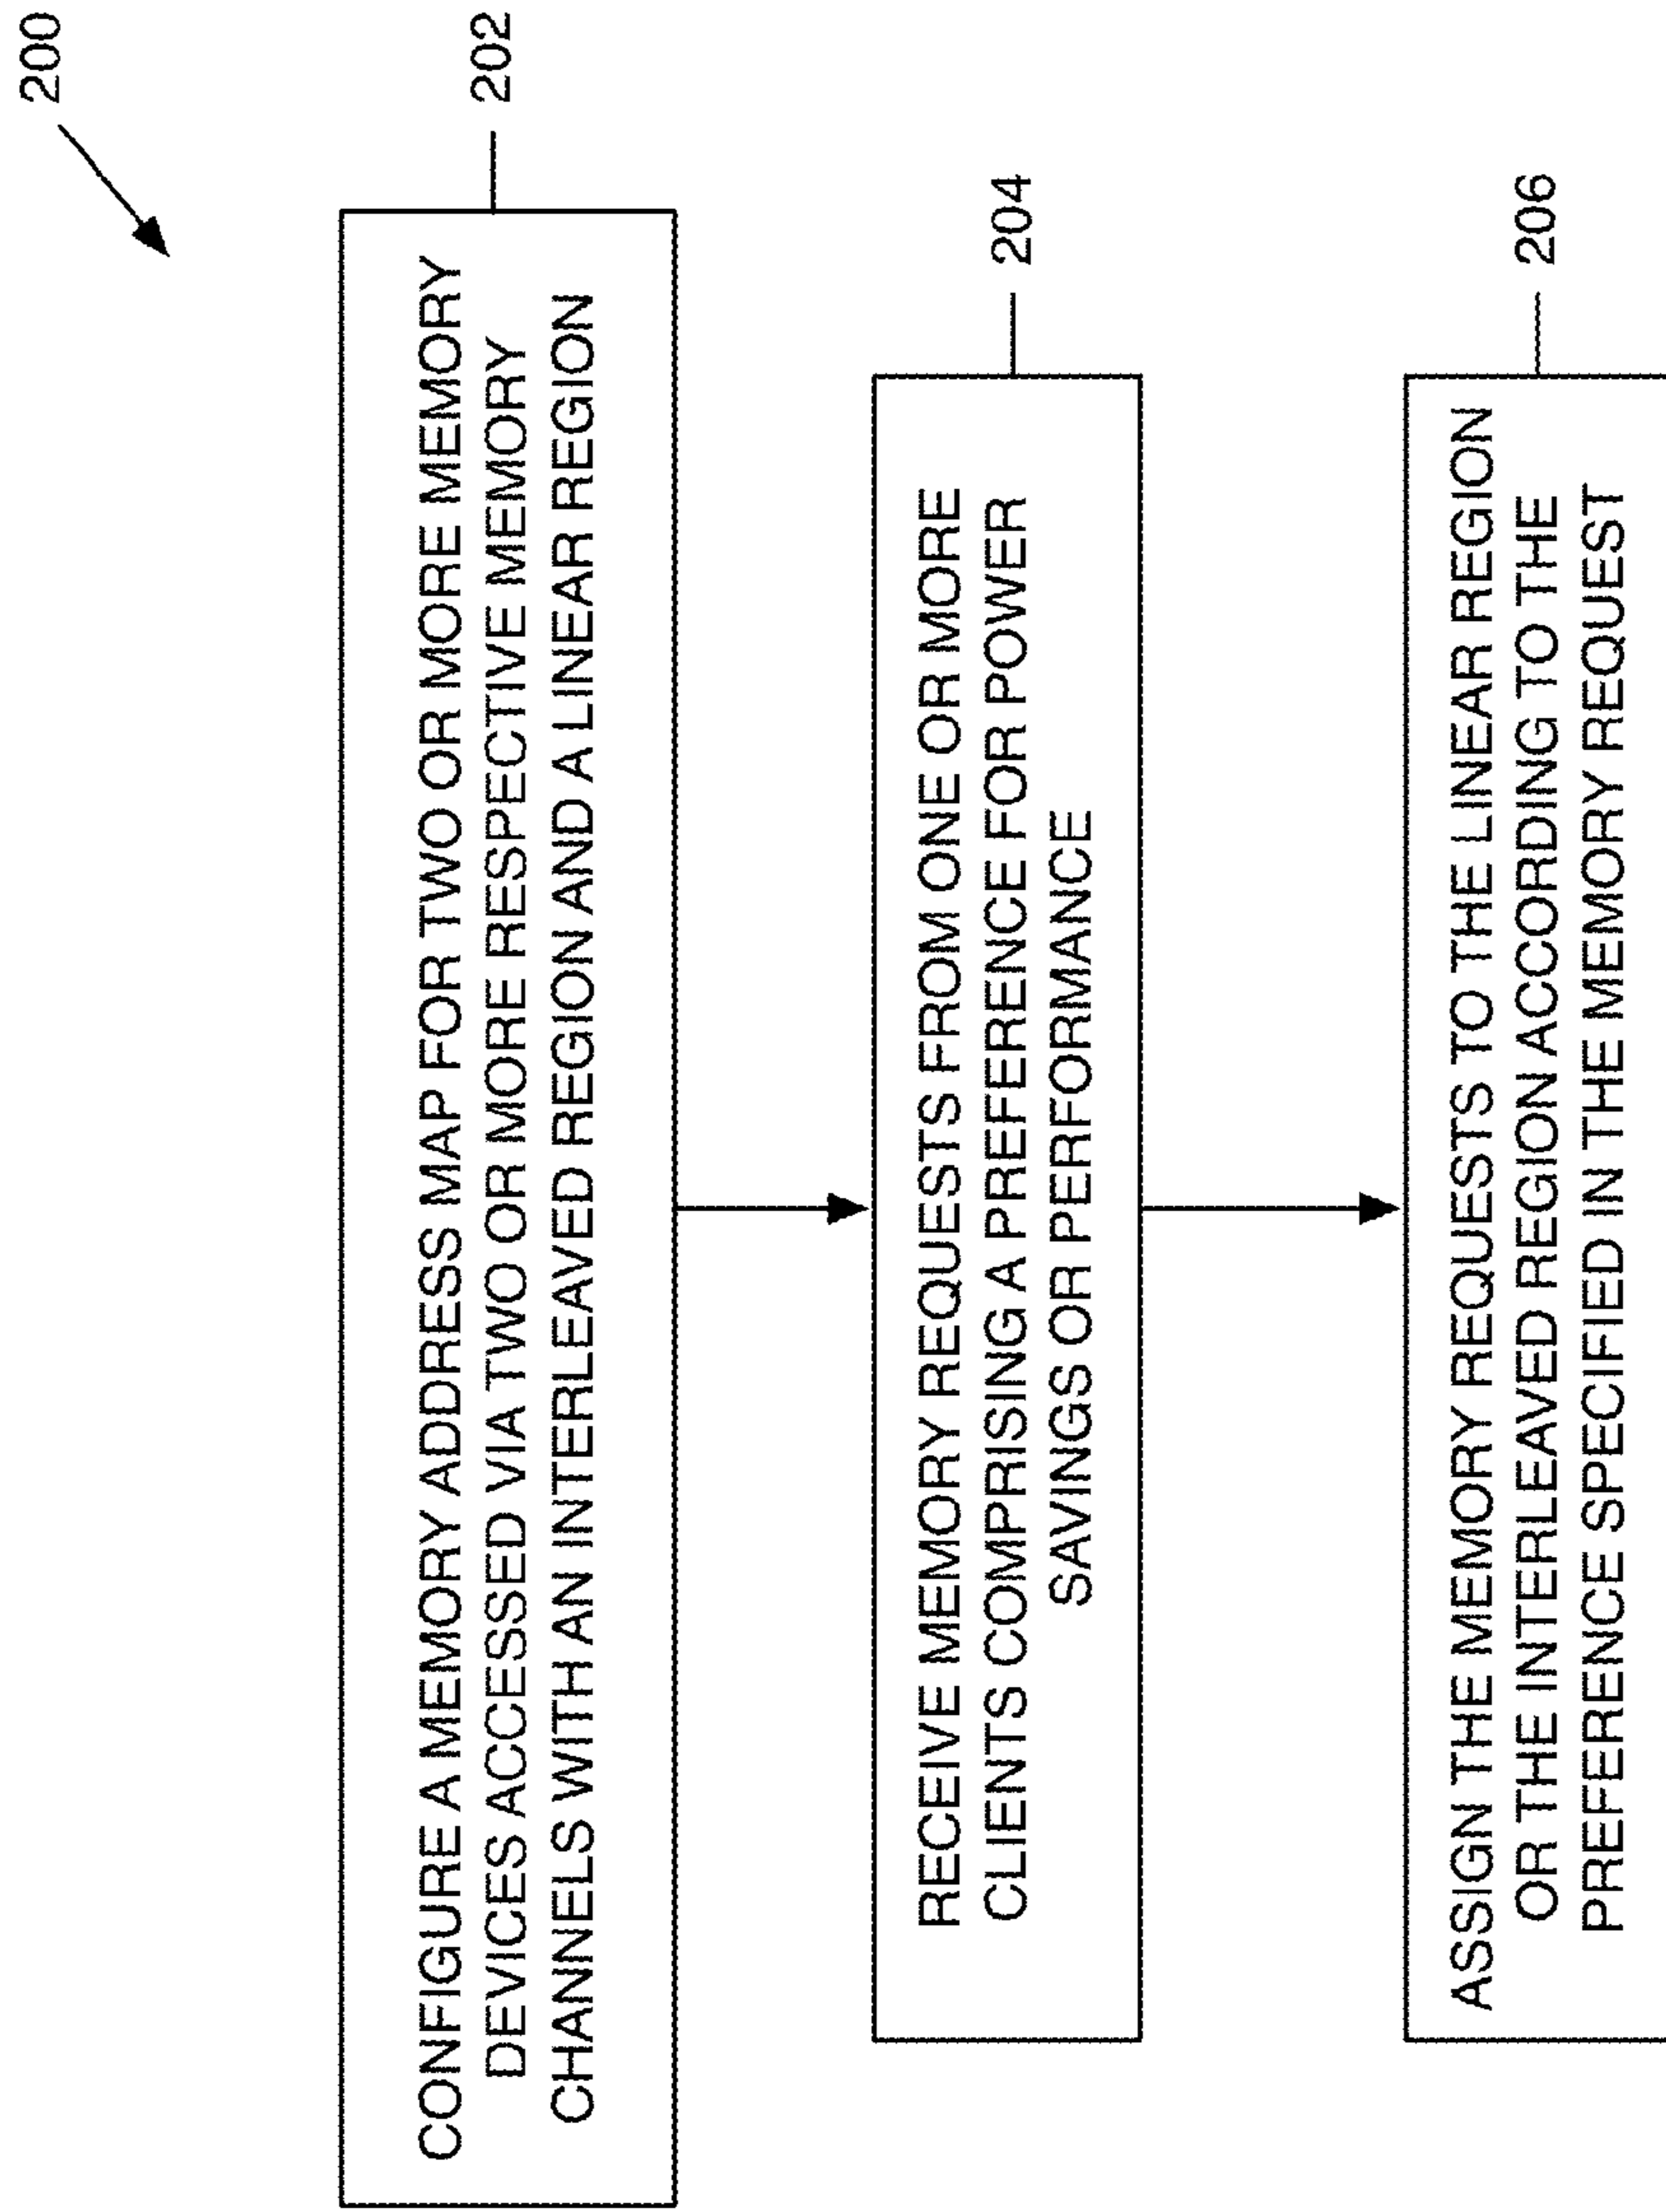 200
CONFIGURE A MEMORY ADDRESS MAP FOR TWO OR MORE MEMORY
DEVICES ACCESSED VIA TWO OR MORE RESPECTIVE MEMORY
CHANNELS WITH AN INTERLEAVED REGION AND A LINEAR REGION
202
RECEIVE MEMORY REQUESTS FROM ONE OR MORE
CLIENTS COMPRISING A PREFERENCE FOR POWER
SAVINGS OR PERFORMANCE
204
ASSIGN THE MEMORY REQUESTS TO THE LINEAR REGION
OR THE INTERLEAVED REGION ACCORDING TO THE
PREFERENCE SPECIFIED IN THE MEMORY REQUEST
206